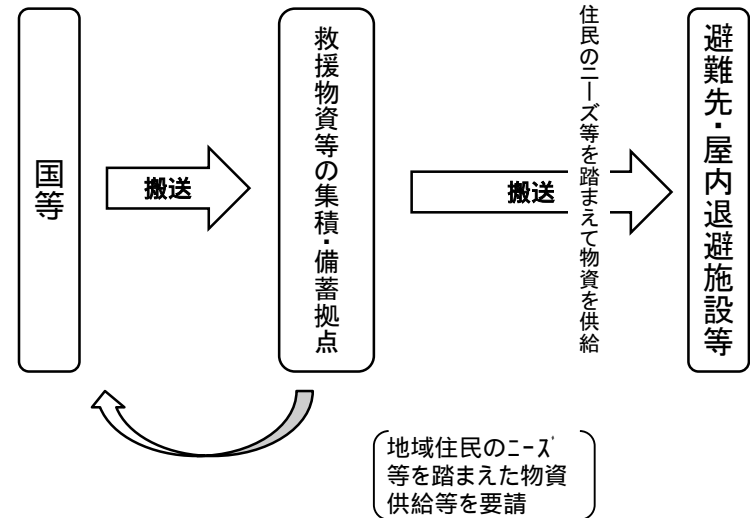 国等
搬送
救援物資等の集積・備蓄拠点
搬送
住民のニーズ等を踏まえて物資を供給
避難先・屋内退避施設等
地域住民のﾆｰｽﾞ
等を踏まえた物資
供給等を要請